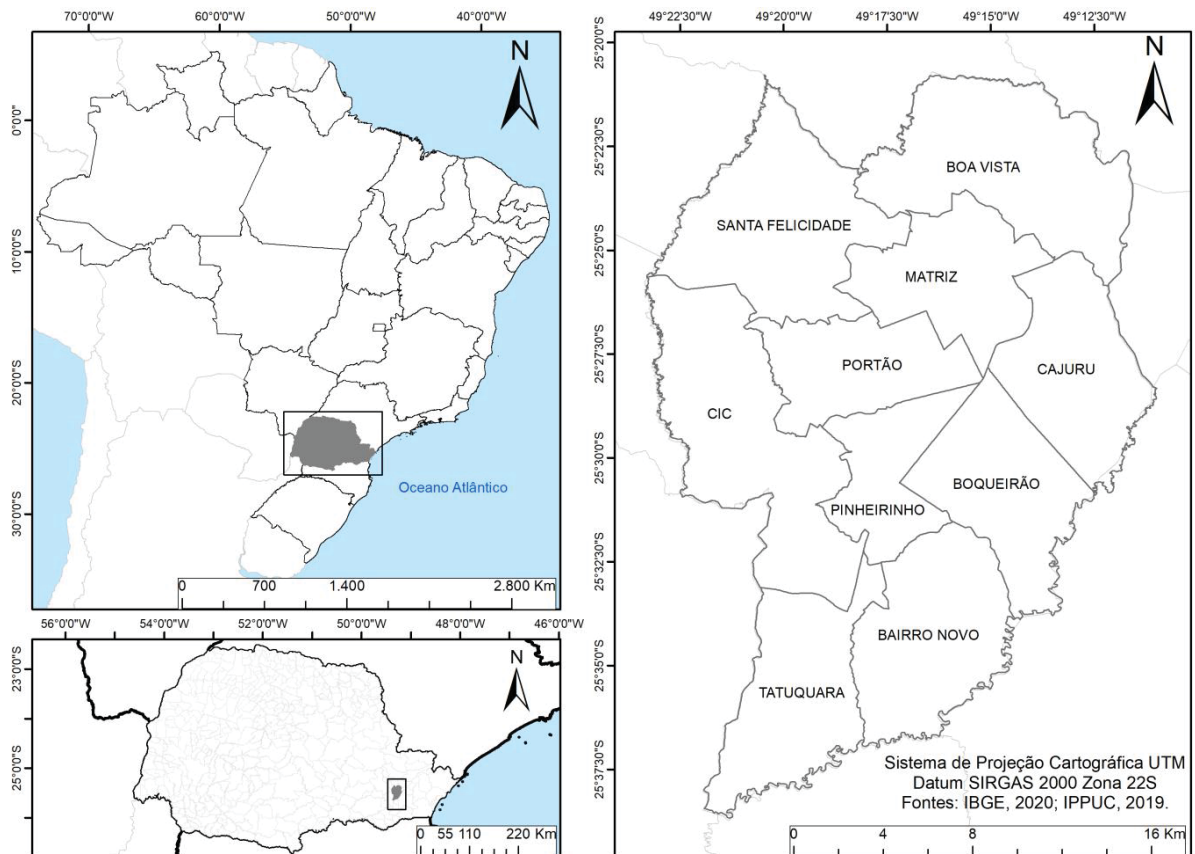 70°0'0"W 60°0'0"W 50°0'0"W 40°0'0"W
N
0°0'0"
10°0'0"S
20°0'0"S
30°0'0"S
Oceano Atlântico
0 700 1.400 2.800 Km
56°0'0"W 54°0'0"W 52°0'0"W 50°0'0"W 48°0'0"W 46°0'0"W
N
23°0'0"S
25°0'0"S
0 55 110 220 Km
49°22'30"S 49°20'0"S 49°17'30"S 49°15'0"S 49°12'30"S
N
25°20'0"S
25°22'30"S
25°25'0"S
25°27'30"S
25°30'0"S
25°32'30"S
25°35'0"S
25°37'30"S
BOA VISTA
SANTA FELICIDADE
MATRIZ
PORTÃO
CAJURU
CIC
BOQUEIRÃO
PINHEIRINHO
BAIRRO NOVO
TATUQUARA
Sistema de Projeção Cartográfica UTM
Datum SIRGAS 2000 Zona 22S
Fontes: IBGE, 2020; IPPUC, 2019.
0 4 8 16 Km